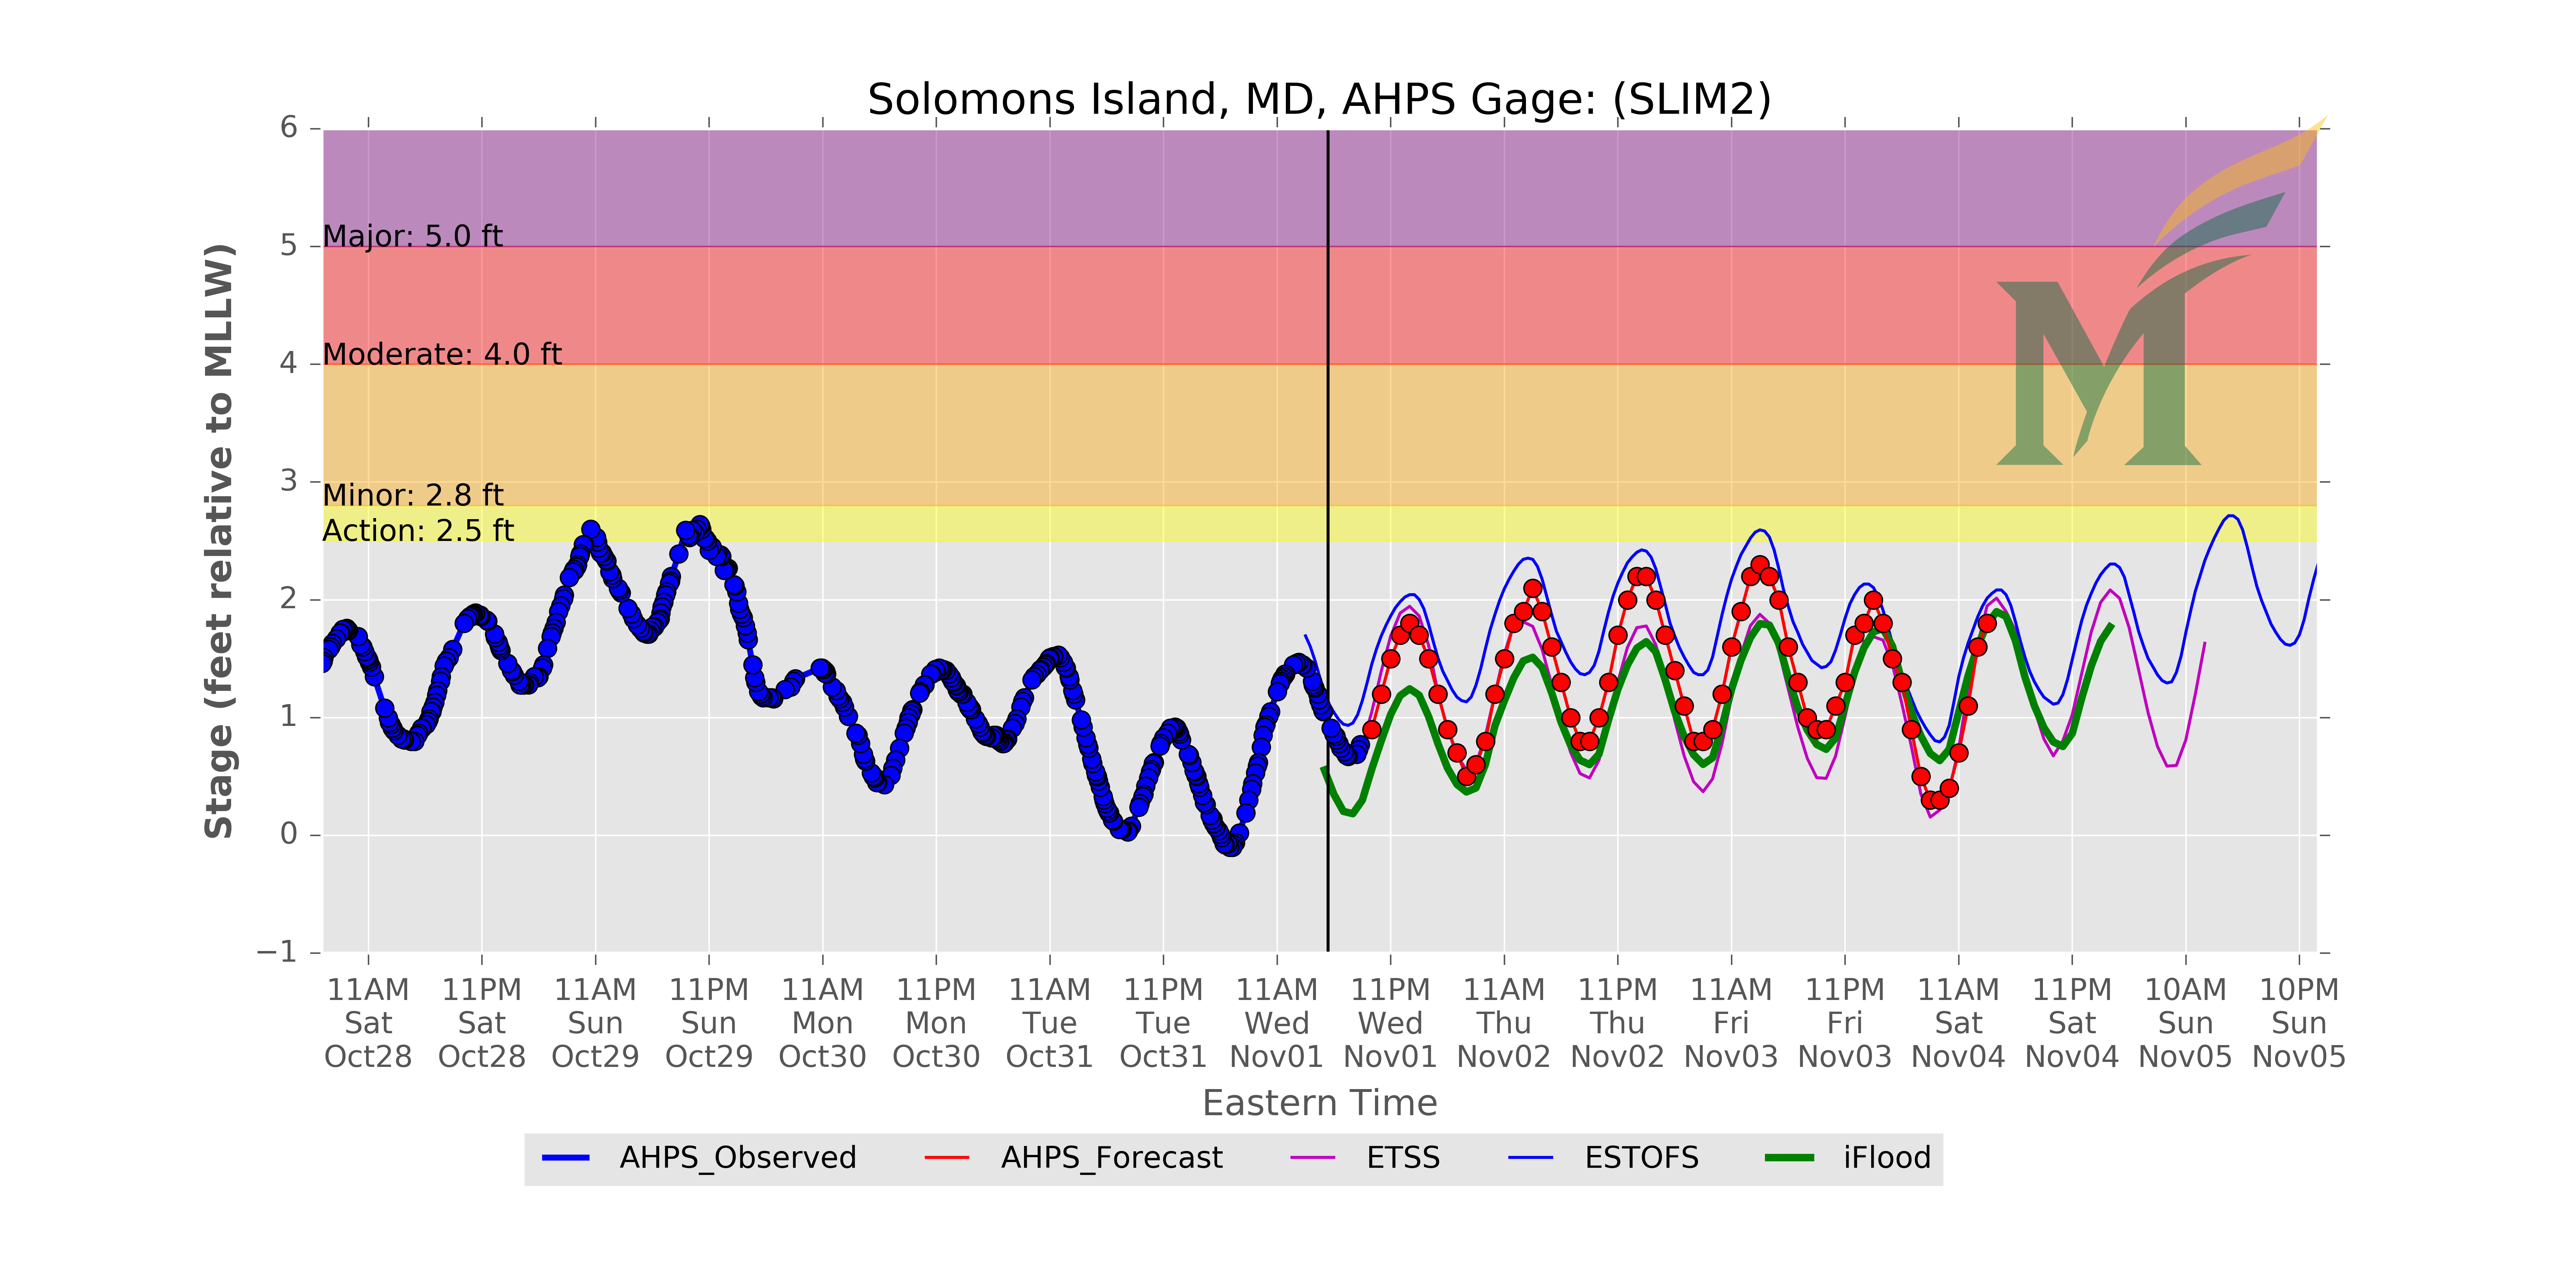 Solomons Island, MD, AHPS Gage: (SLIM2)
6
5
4
3
2
1
0
−1
Stage (feet relative to MLLW)
Major: 5.0 ft
Moderate: 4.0 ft
Minor: 2.8 ft
Action: 2.5 ft
M
11AM 11PM 11AM 11PM 11AM 11PM 11AM 11PM 11AM 11PM 11AM 11PM 11AM 11PM 11AM 11PM 10AM 10PM
Sat Sat Sun Sun Mon Mon Tue Tue Wed Wed Thu Thu Fri Fri Sat Sat Sun Sun
Oct28 Oct28 Oct29 Oct29 Oct30 Oct30 Oct31 Oct31 Nov01 Nov01 Nov02 Nov02 Nov03 Nov03 Nov04 Nov04 Nov05 Nov05
Eastern Time
AHPS_Observed AHPS_Forecast ETSS ESTOFS iFlood